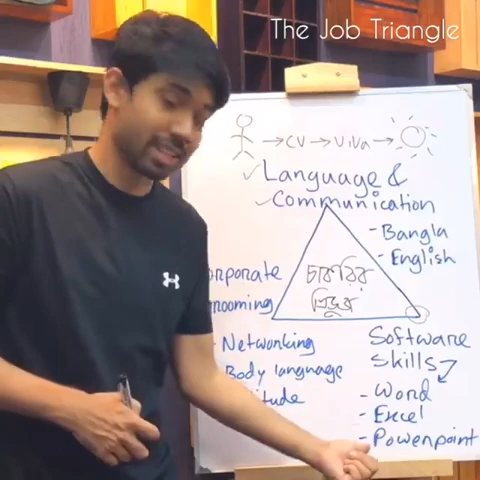 The Job Triangle
→ CV → Viva →
Language &
Communication
- Bangla
- English
চাকরির
ত্রিভুজ
orporate
rooming
- Networking
Body language
itude
Software
skills
- Word
- Excel
- Powerpoint